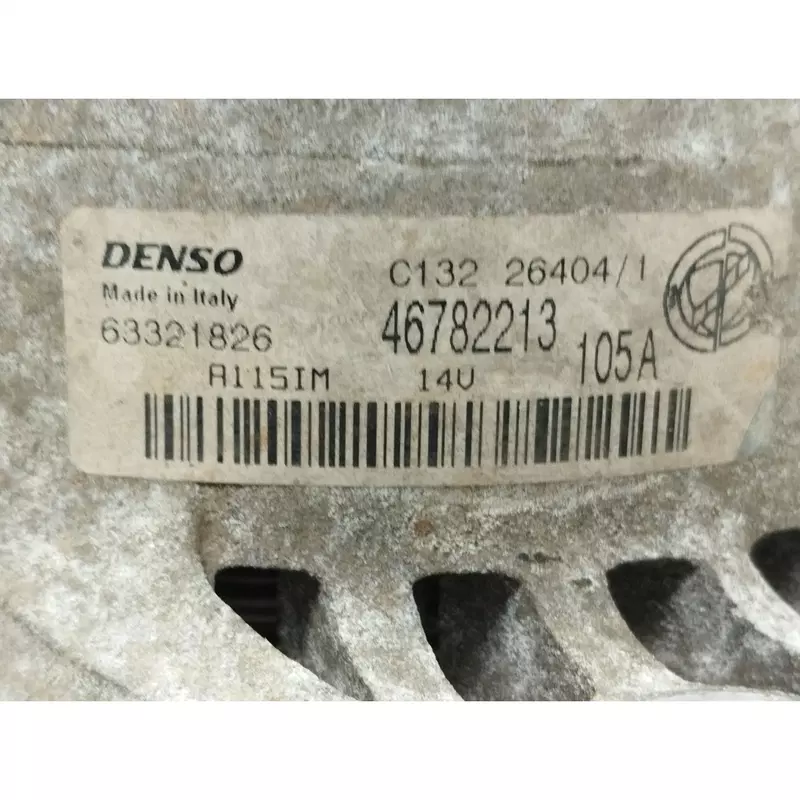 DENSO
Made in Italy
C132 26404/1
63321826
46782213
105A
A115IM 14V